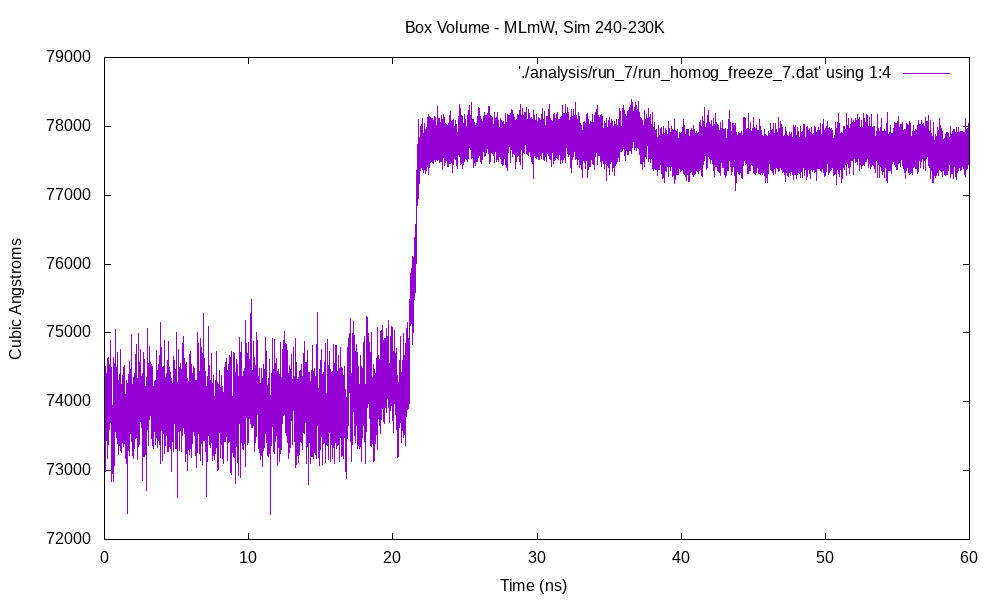 Box Volume - MLmW, Sim 240-230K
'./analysis/run_7/run_homog_freeze_7.dat' using 1:4
79000
78000
77000
76000
75000
74000
73000
72000
Cubic Angstroms
0 10 20 30 40 50 60
Time (ns)